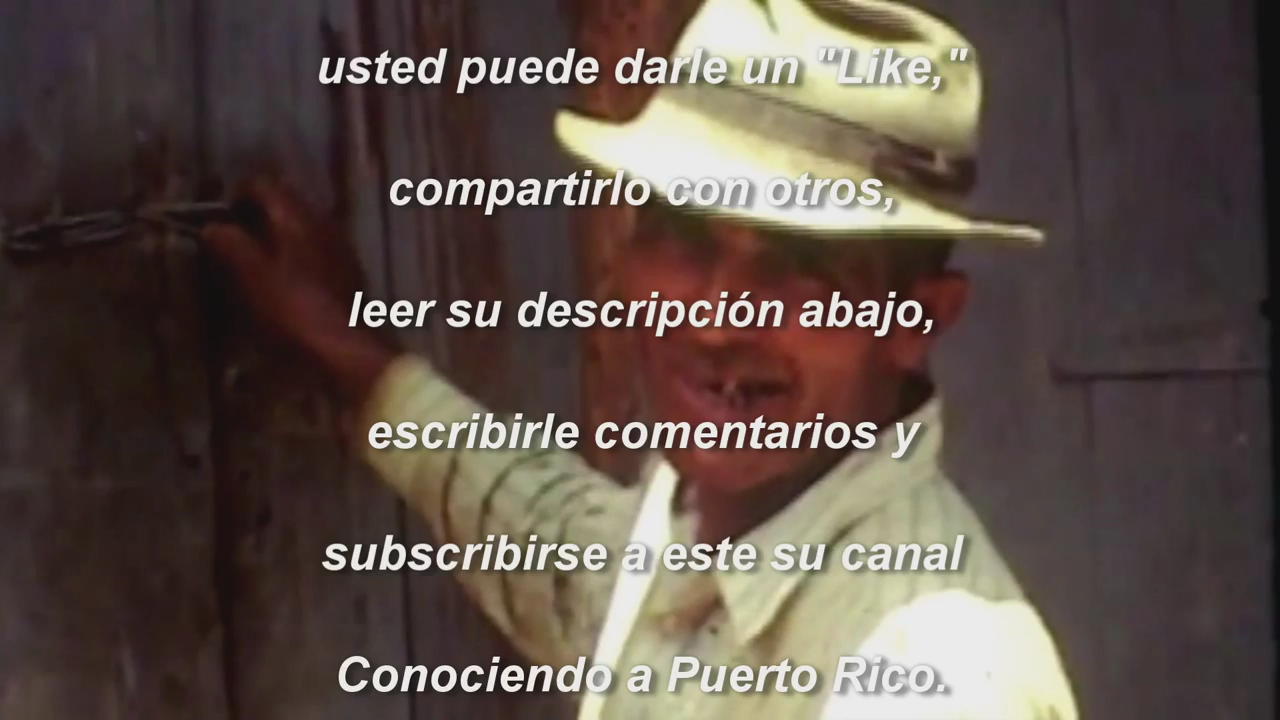 usted puede darle un "Like,"
compartirlo con otros,
leer su descripción abajo,
escribirle comentarios y
subscribirse a este su canal
Conociendo a Puerto Rico.